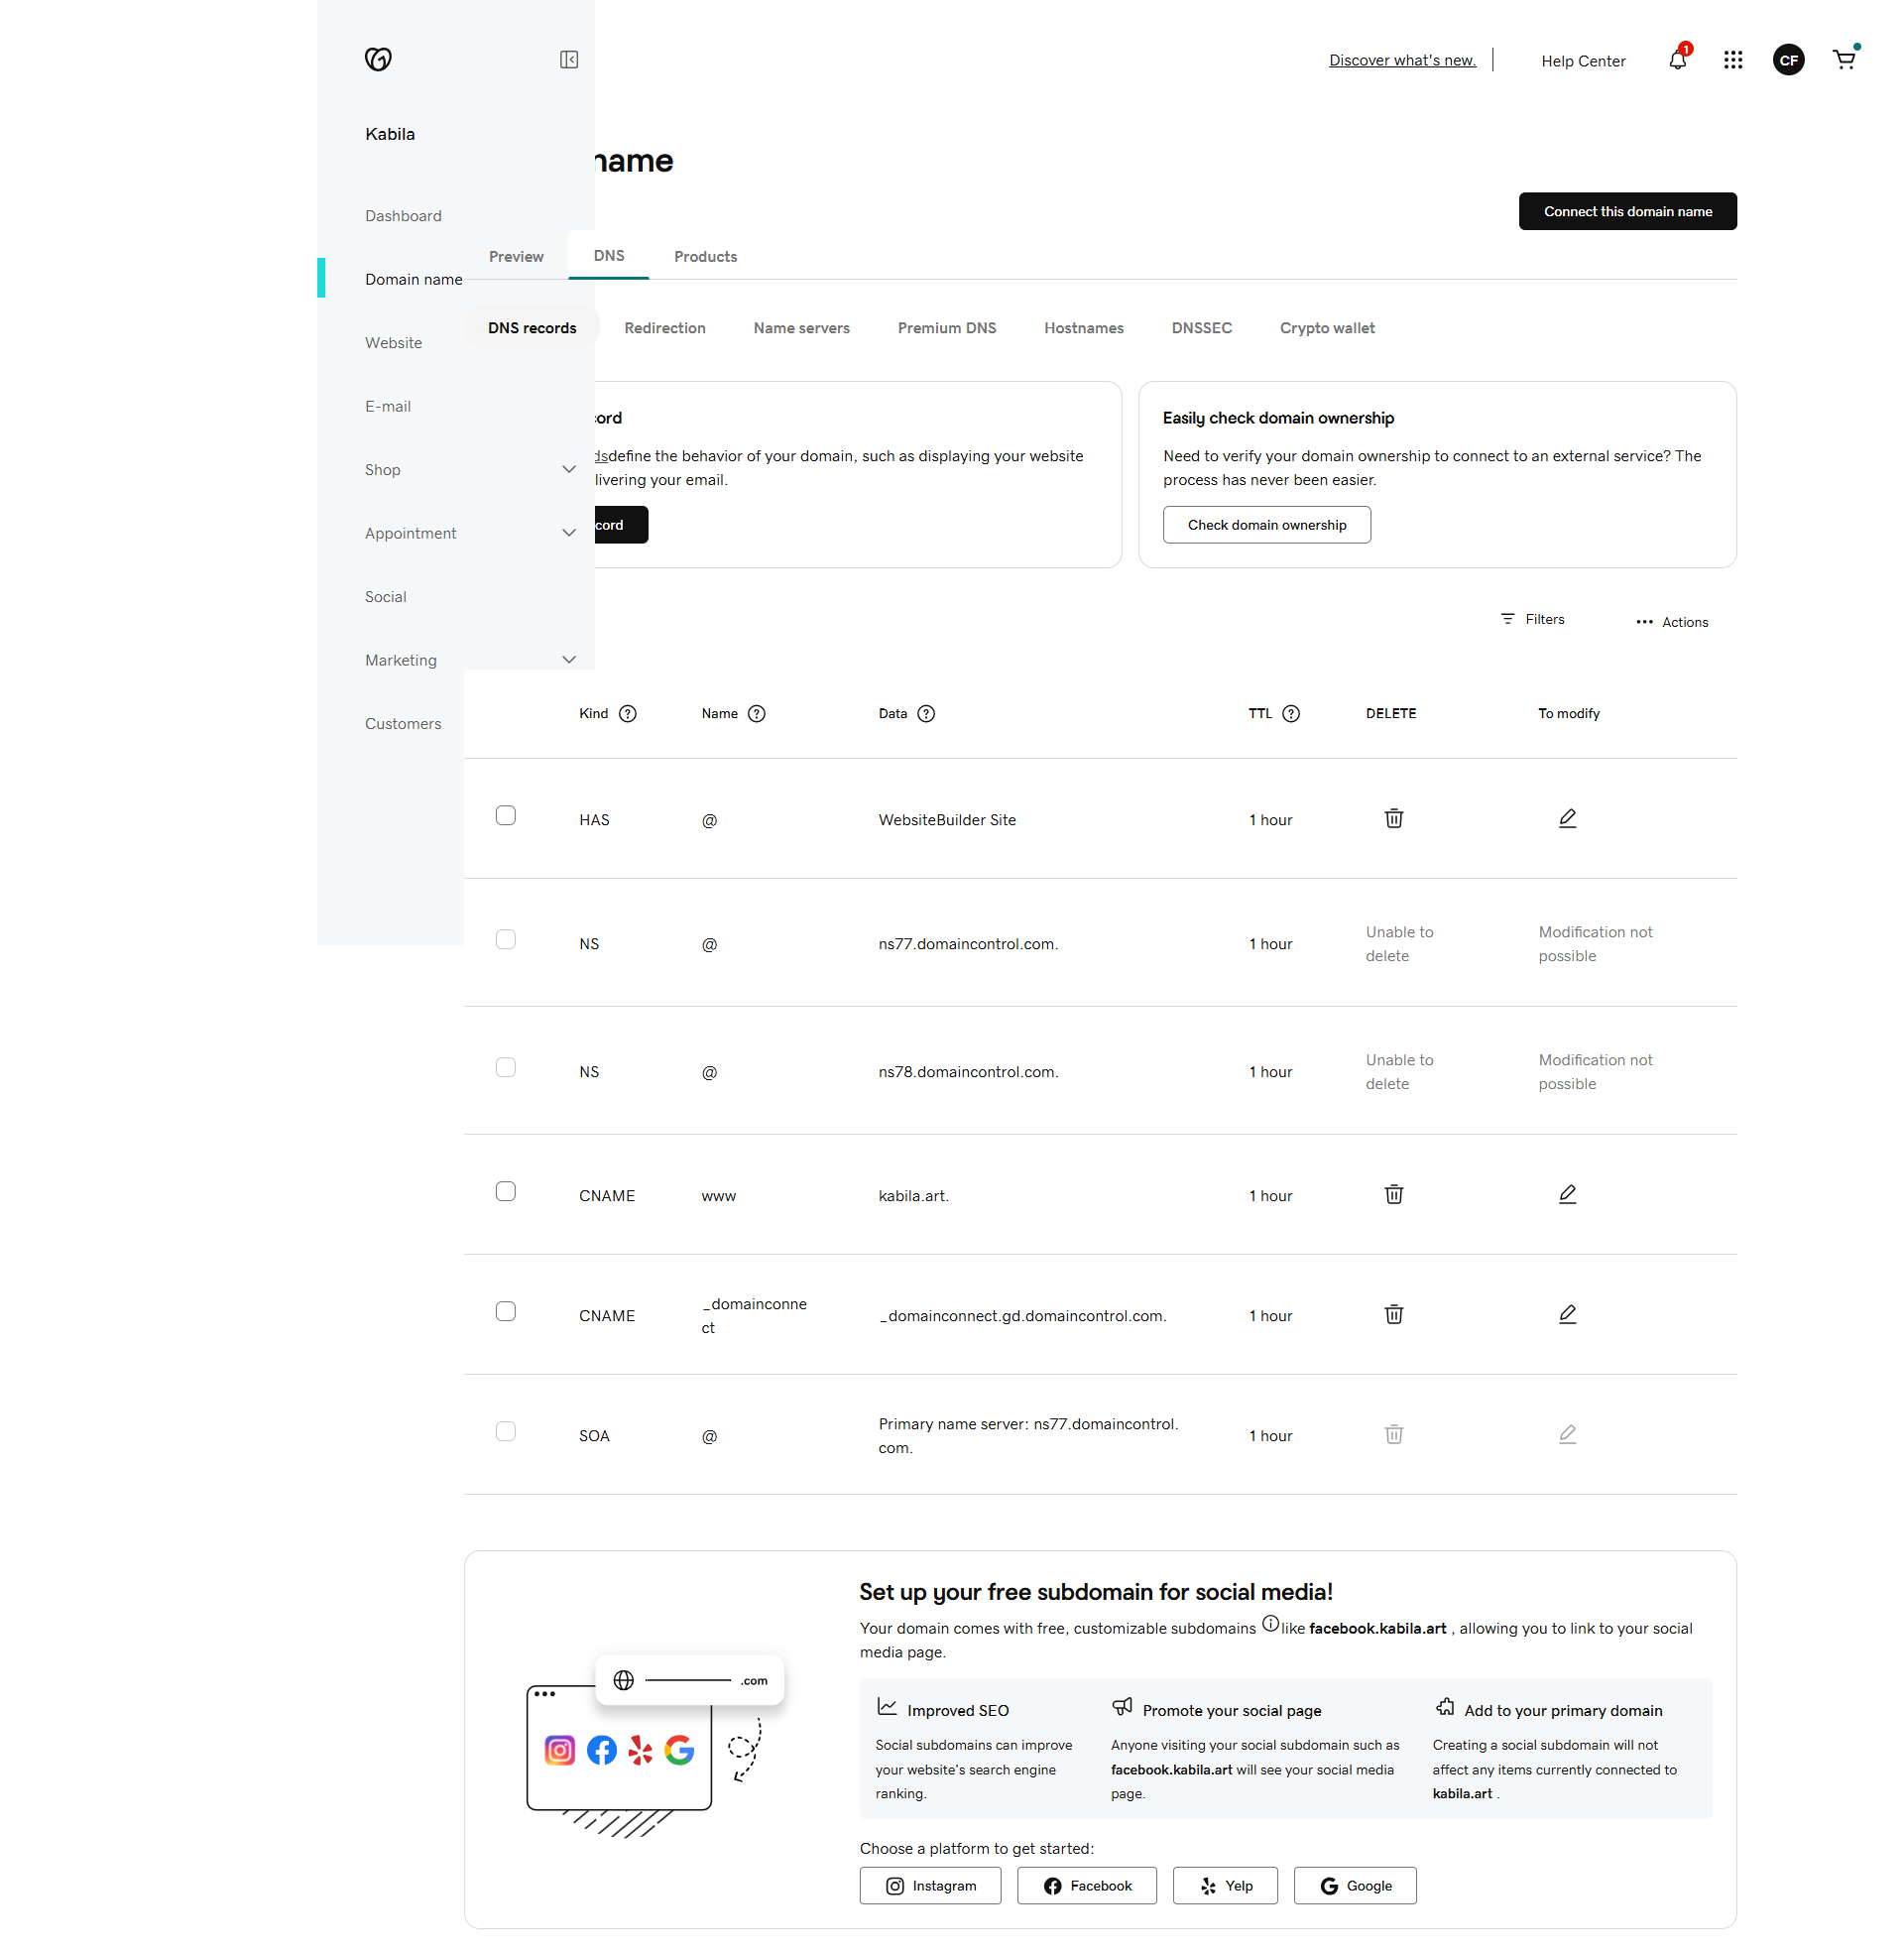 Discover what's new.
Help Center
1
CF
Kabila
name
Connect this domain name
Dashboard
Domain name
Website
E-mail
Shop
Appointment
Social
Marketing
Customers
Preview
DNS
Products
DNS records
Redirection
Name servers
Premium DNS
Hostnames
DNSSEC
Crypto wallet
define the behavior of your domain, such as displaying your website
your email.
Easily check domain ownership
Need to verify your domain ownership to connect to an external service? The
process has never been easier.
Check domain ownership
Filters
Actions
Kind Name Data TTL DELETE To modify
HAS @ WebsiteBuilder Site 1 hour
NS @ ns77.domaincontrol.com. 1 hour Unable to delete Modification not possible
NS @ ns78.domaincontrol.com. 1 hour Unable to delete Modification not possible
CNAME www kabila.art. 1 hour
CNAME _domainconnect _domainconnect.gd.domaincontrol.com. 1 hour
SOA @ Primary name server: ns77.domaincontrol.com. 1 hour
.com
Set up your free subdomain for social media!
Your domain comes with free, customizable subdomains like facebook.kabila.art , allowing you to link to your social
media page.
Improved SEO
Social subdomains can improve
your website's search engine
ranking.
Promote your social page
Anyone visiting your social subdomain such as
facebook.kabila.art will see your social media
page.
Add to your primary domain
Creating a social subdomain will not
affect any items currently connected to
kabila.art .
Choose a platform to get started:
Instagram
Facebook
Yelp
Google